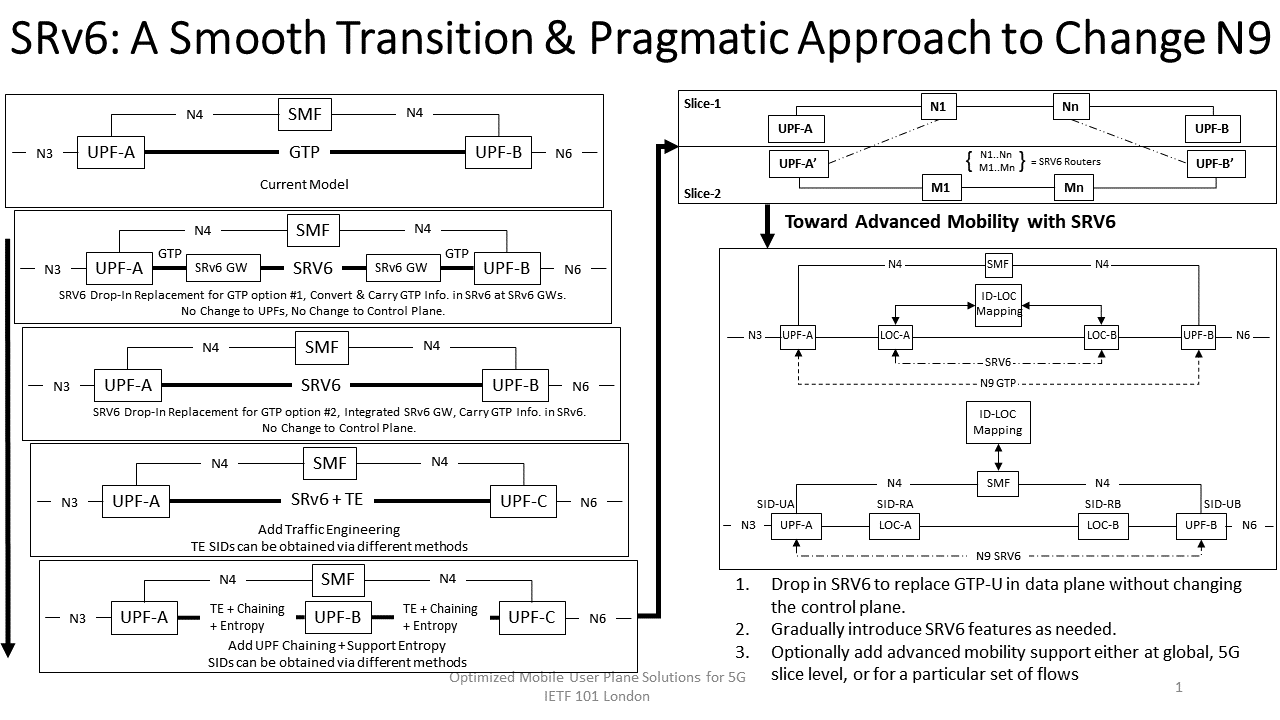 SRv6: A Smooth Transition & Pragmatic Approach to Change N9
N4 SMF N4
N3 UPF-A GTP UPF-B N6
Current Model
N4 SMF N4
N3 UPF-A GTP SRv6 GW SRV6 SRv6 GW GTP UPF-B N6
SRV6 Drop-In Replacement for GTP option #1, Convert & Carry GTP Info. in SRv6 at SRv6 GWs.
No Change to UPFs, No Change to Control Plane.
N4 SMF N4
N3 UPF-A SRV6 UPF-B N6
SRV6 Drop-In Replacement for GTP option #2, Integrated SRv6 GW, Carry GTP Info. in SRv6.
No Change to Control Plane.
N4 SMF N4
N3 UPF-A SRv6 + TE UPF-C N6
Add Traffic Engineering
TE SIDs can be obtained via different methods
N4 SMF N4
N3 UPF-A TE + Chaining UPF-B TE + Chaining UPF-C N6
+ Entropy + Entropy
Add UPF Chaining + Support Entropy
SIDs can be obtained via different methods
Slice-1 N1 Nn
UPF-A UPF-B
UPF-A’ { N1..Nn M1..Mn } = SRV6 Routers UPF-B’
Slice-2 M1 Mn
Toward Advanced Mobility with SRV6
N4 SMF N4
ID-LOC
Mapping
N3 UPF-A LOC-A LOC-B UPF-B N6
SRV6
N9 GTP
ID-LOC
Mapping
N4 SMF N4
SID-UA SID-RA SID-RB SID-UB
N3 UPF-A LOC-A LOC-B UPF-B N6
N9 SRV6
1. Drop in SRV6 to replace GTP-U in data plane without changing
the control plane.
2. Gradually introduce SRV6 features as needed.
3. Optionally add advanced mobility support either at global, 5G
slice level, or for a particular set of flows
Optimized Mobile User Plane Solutions for 5G
IETF 101 London
1